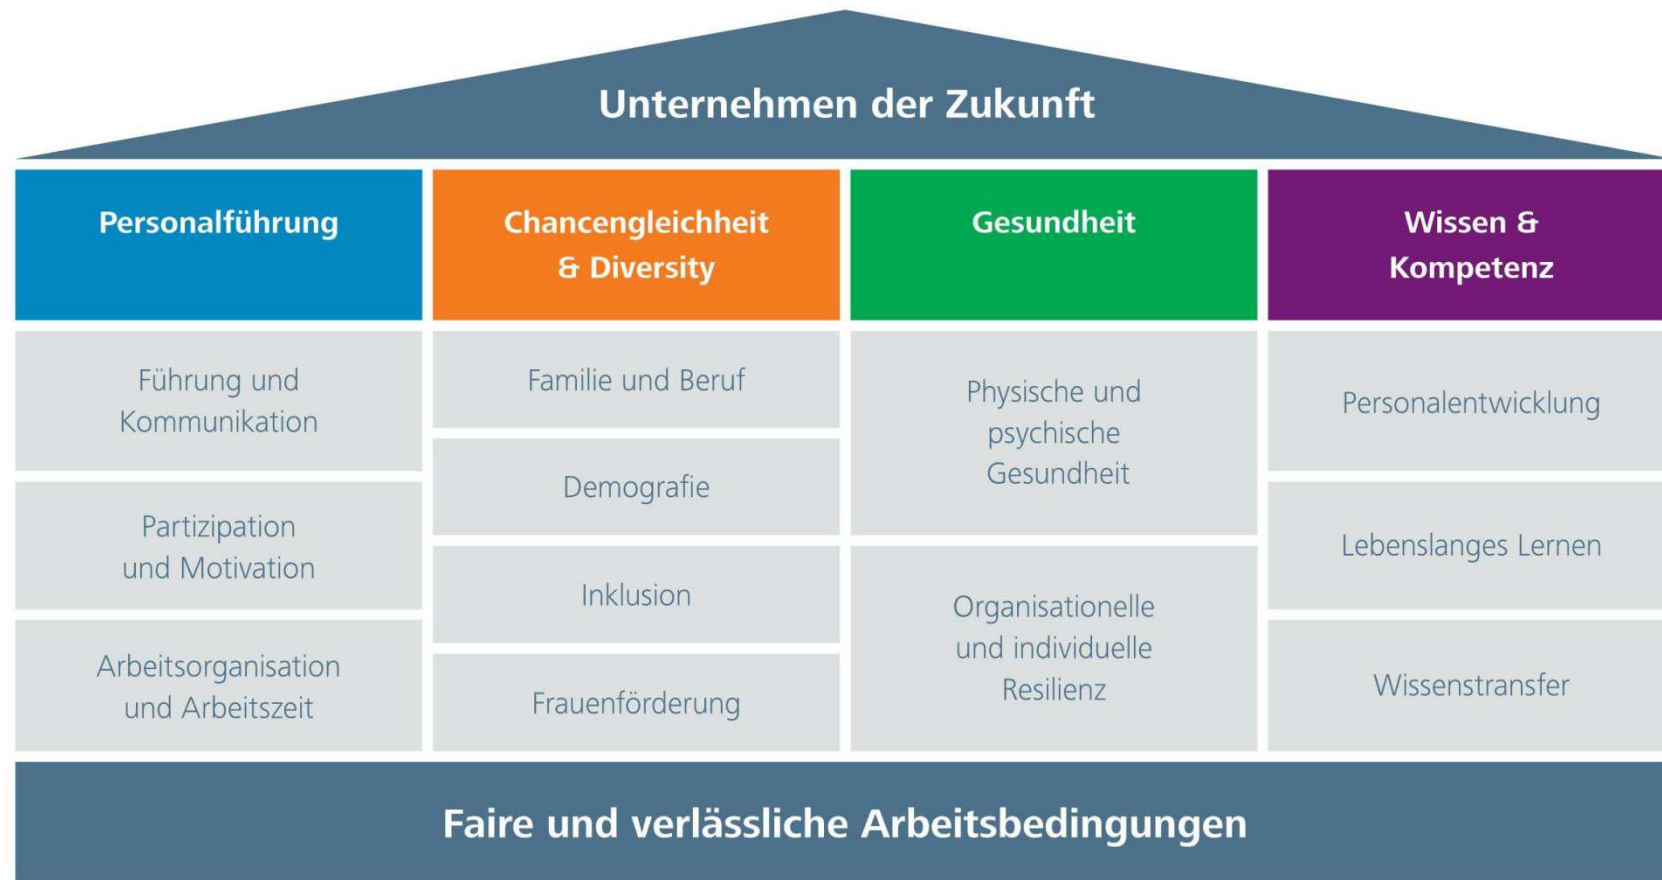 Unternehmen der Zukunft
Personalführung
Führung und
Kommunikation
Partizipation
und Motivation
Arbeitsorganisation
und Arbeitszeit
Chancengleichheit
& Diversity
Familie und Beruf
Demografie
Inklusion
Frauenförderung
Gesundheit
Physische und
psychische
Gesundheit
Organisationelle
und individuelle
Resilienz
Wissen &
Kompetenz
Personalentwicklung
Lebenslanges Lernen
Wissenstransfer
Faire und verlässliche Arbeitsbedingungen